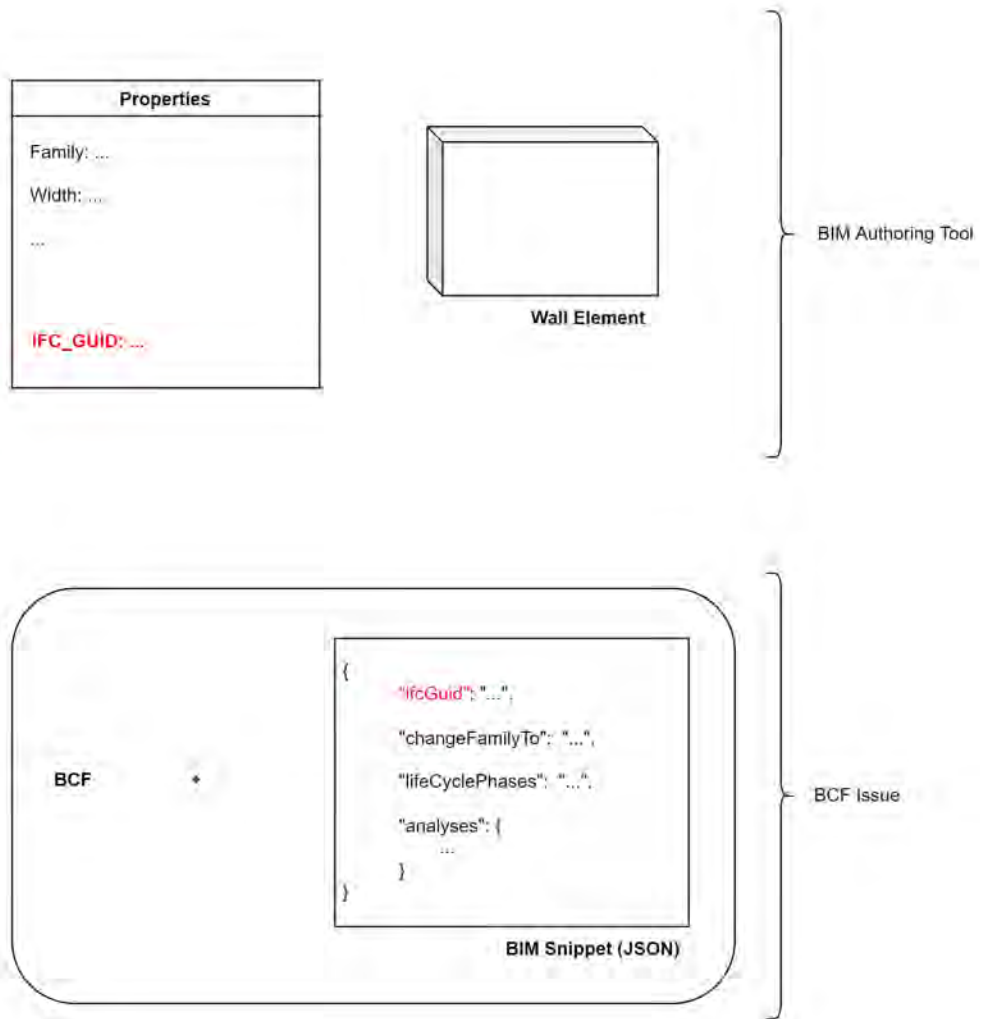 Properties
Family: ...
Width: ...
...
IFC_GUID: ...
Wall Element
BIM Authoring Tool
{
"ifcGuid": "...",
"changeFamilyTo": "...",
"lifeCyclePhases": "...",
"analyses": {
...
}
}
BCF
+
BIM Snippet (JSON)
BCF Issue